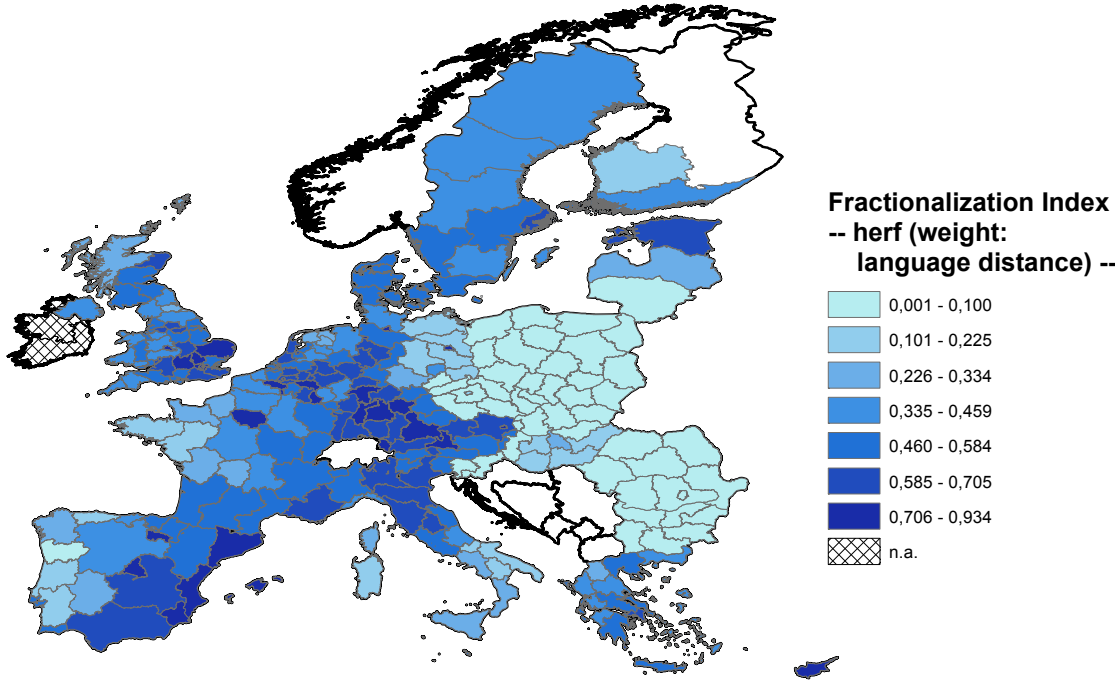 Fractionalization Index
-- herf (weight:
language distance) --
0,001 - 0,100
0,101 - 0,225
0,226 - 0,334
0,335 - 0,459
0,460 - 0,584
0,585 - 0,705
0,706 - 0,934
n.a.